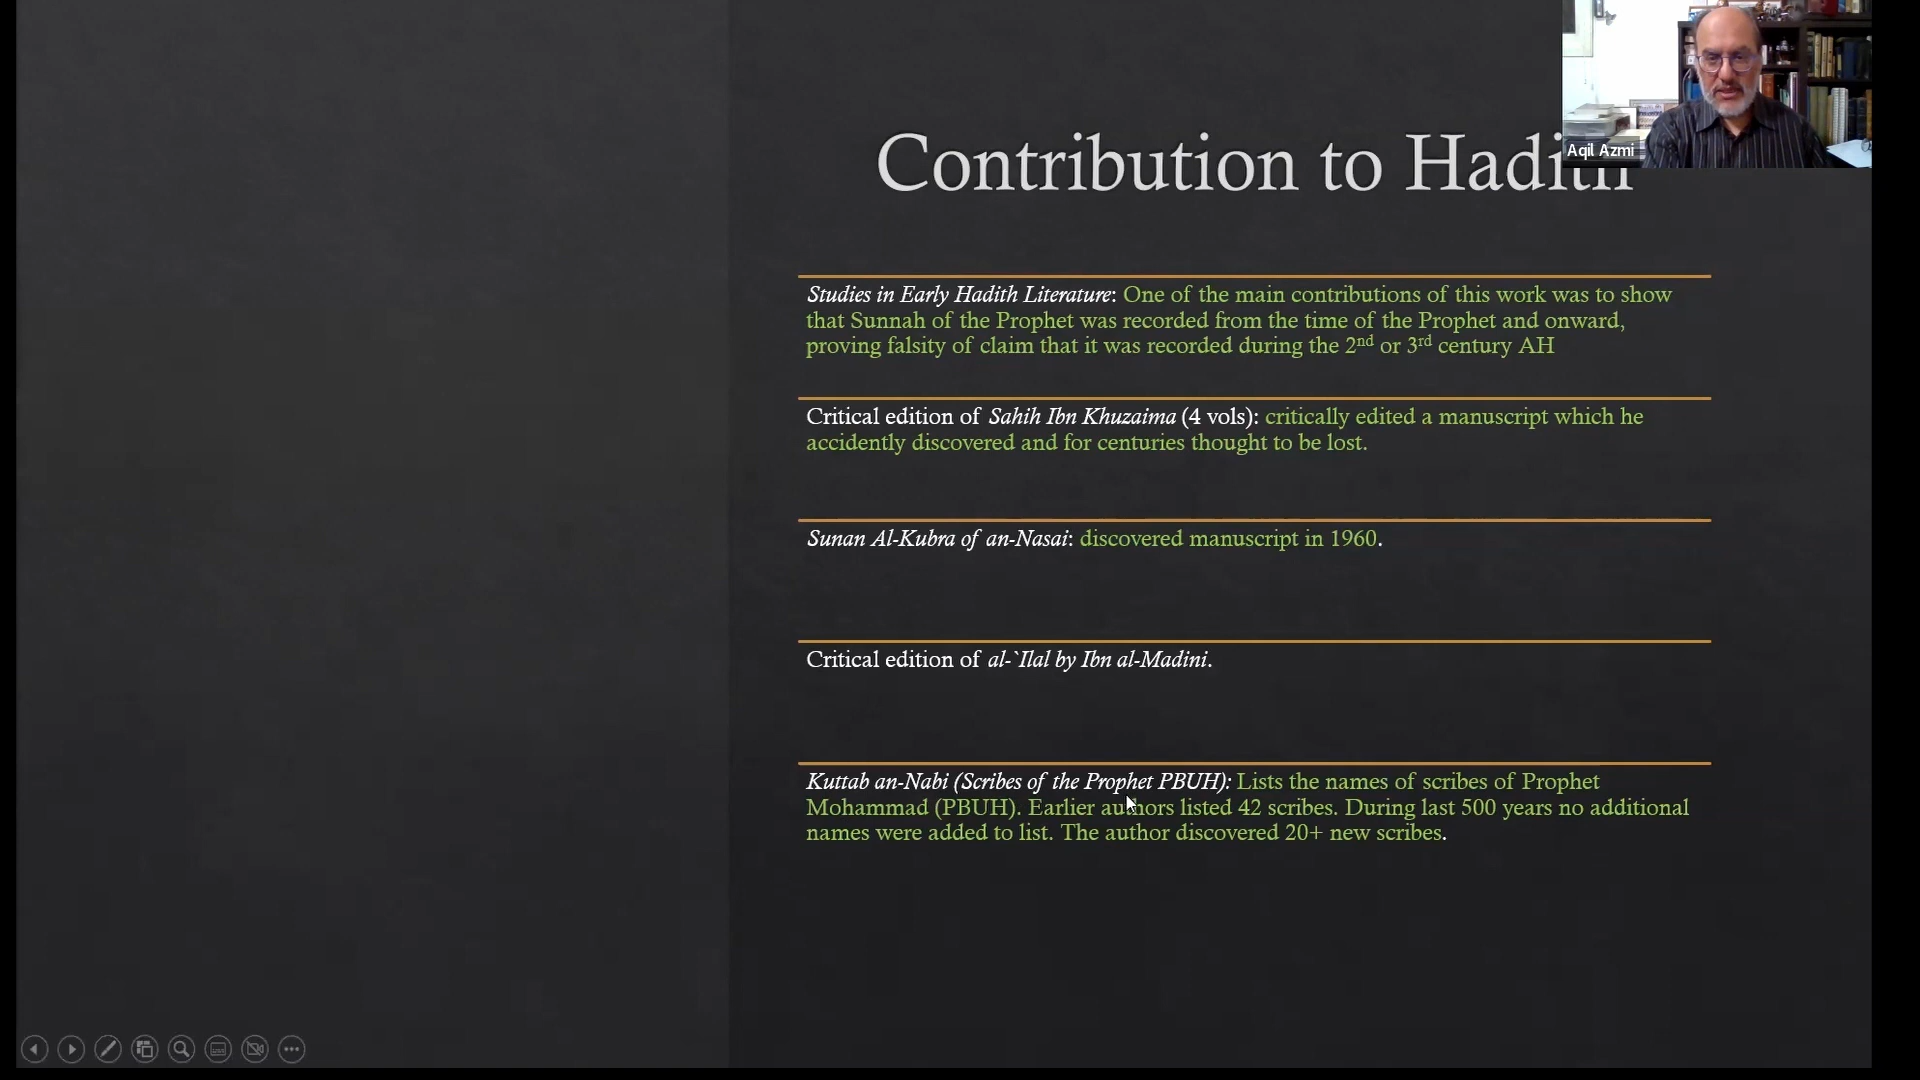 Contribution to Hadith
Aqil Azmi
Studies in Early Hadith Literature: One of the main contributions of this work was to show
that Sunnah of the Prophet was recorded from the time of the Prophet and onward,
proving falsity of claim that it was recorded during the 2nd or 3rd century AH
Critical edition of Sahih Ibn Khuzaima (4 vols): critically edited a manuscript which he
accidently discovered and for centuries thought to be lost.
Sunan Al-Kubra of an-Nasai: discovered manuscript in 1960.
Critical edition of al-`Ilal by Ibn al-Madini.
Kuttab an-Nabi (Scribes of the Prophet PBUH): Lists the names of scribes of Prophet
Mohammad (PBUH). Earlier authors listed 42 scribes. During last 500 years no additional
names were added to list. The author discovered 20+ new scribes.